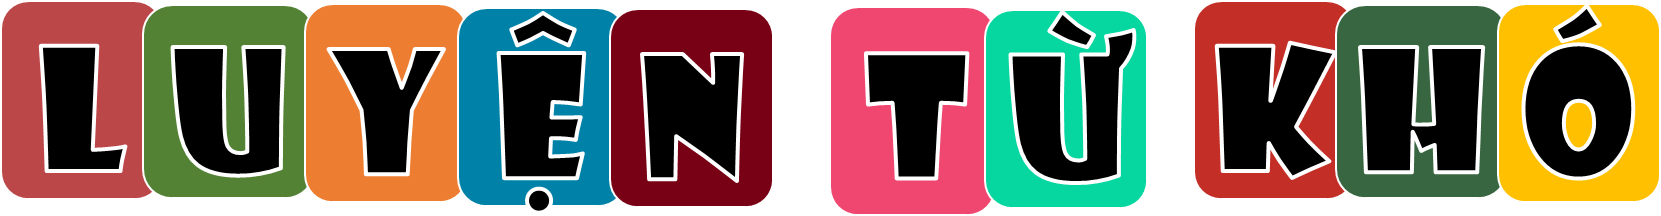 LUYỆN TỪ KHÓ